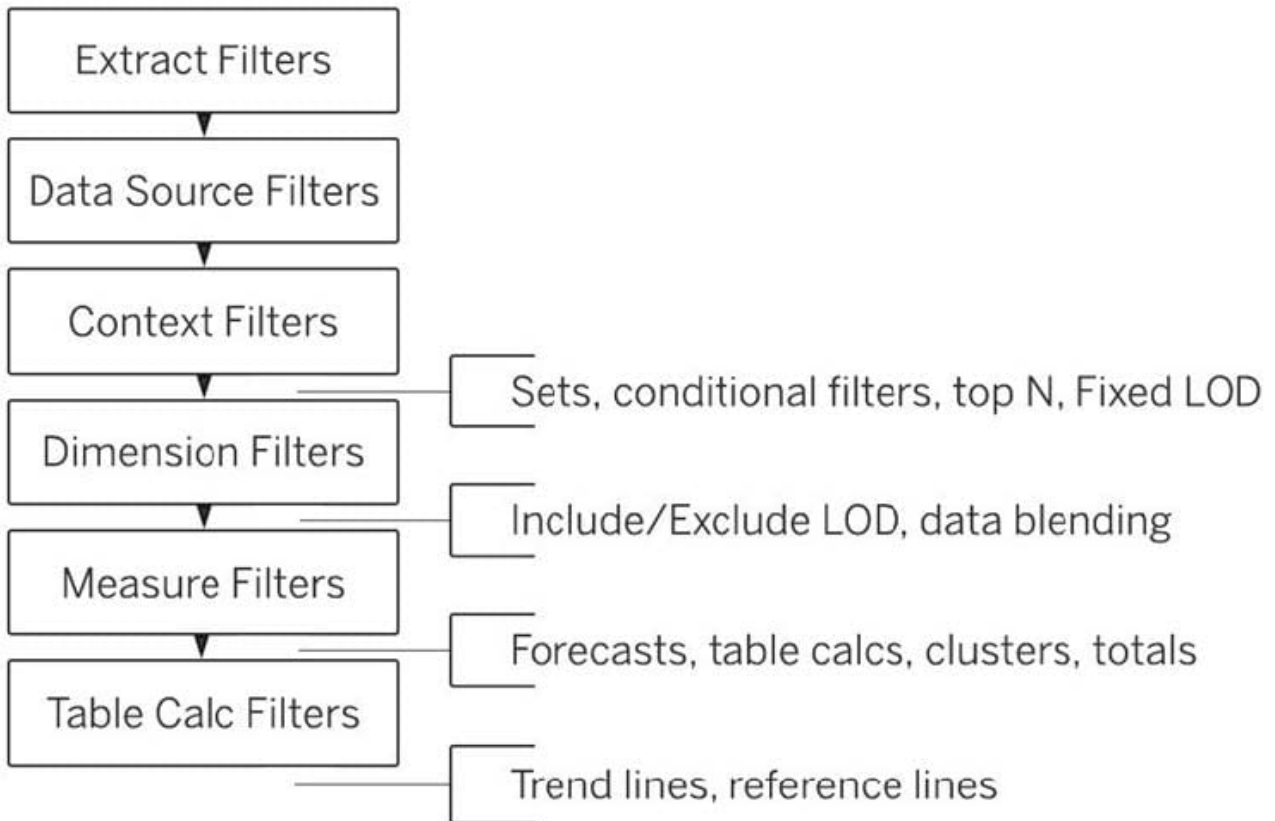 Extract Filters
Data Source Filters
Context Filters
Sets, conditional filters, top N, Fixed LOD
Dimension Filters
Include/Exclude LOD, data blending
Measure Filters
Forecasts, table calcs, clusters, totals
Table Calc Filters
Trend lines, reference lines